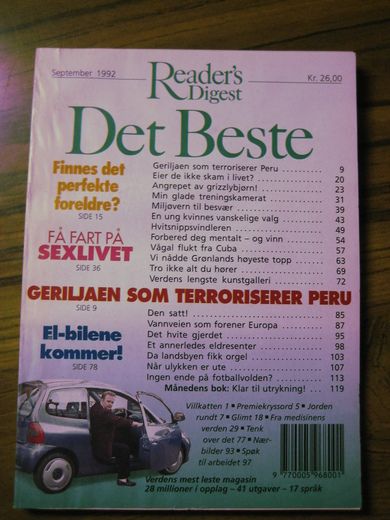 September 1992
Reader's
Digest
Kr. 26,00
Det Beste
Finnes det
perfekte
foreldre?
SIDE 15
FÅ FART PÅ
SEXLIVET
SIDE 36
Geriljaen som terroriserer Peru ........... 9
Eier de ikke skam i livet? ........... 20
Angrepet av grizzlybjørn! ........... 23
Min glade treningskamerat ........... 31
Miljøvern til besvær ........... 39
En ung kvinnes vanskelige valg ........... 43
Hvitsnippsvindleren ........... 49
Forbered deg mentalt – og vinn ........... 54
Vågal flukt fra Cuba ........... 57
Vi nådde Grønlands høyeste topp ........... 63
Tro ikke alt du hører ........... 69
Verdens lengste kunstgalleri ........... 72
GERILJAEN SOM TERRORISERER PERU
SIDE 9
El-bilene
kommer!
SIDE 78
Den satt! ........... 85
Vannveien som forener Europa ........... 87
Det hvite gjerdet ........... 95
Et annerledes eldresenter ........... 98
Da landsbyen fikk orgel ........... 103
Når ulykken er ute ........... 107
Ingen ende på fotballvolden? ........... 113
Månedens bok: Klar til utrykning! ... 119
Villkatten 1 • Premiekryssord 5 • Jorden
rundt 7 • Glimt 18 • Fra medisinens
verden 29 • Tenk
over det 77 • Nær-
bilder 93 • Spøk
til arbeidet 97
Verdens mest leste magasin
28 millioner i opplag – 41 utgaver – 17 språk
9 770005 968001